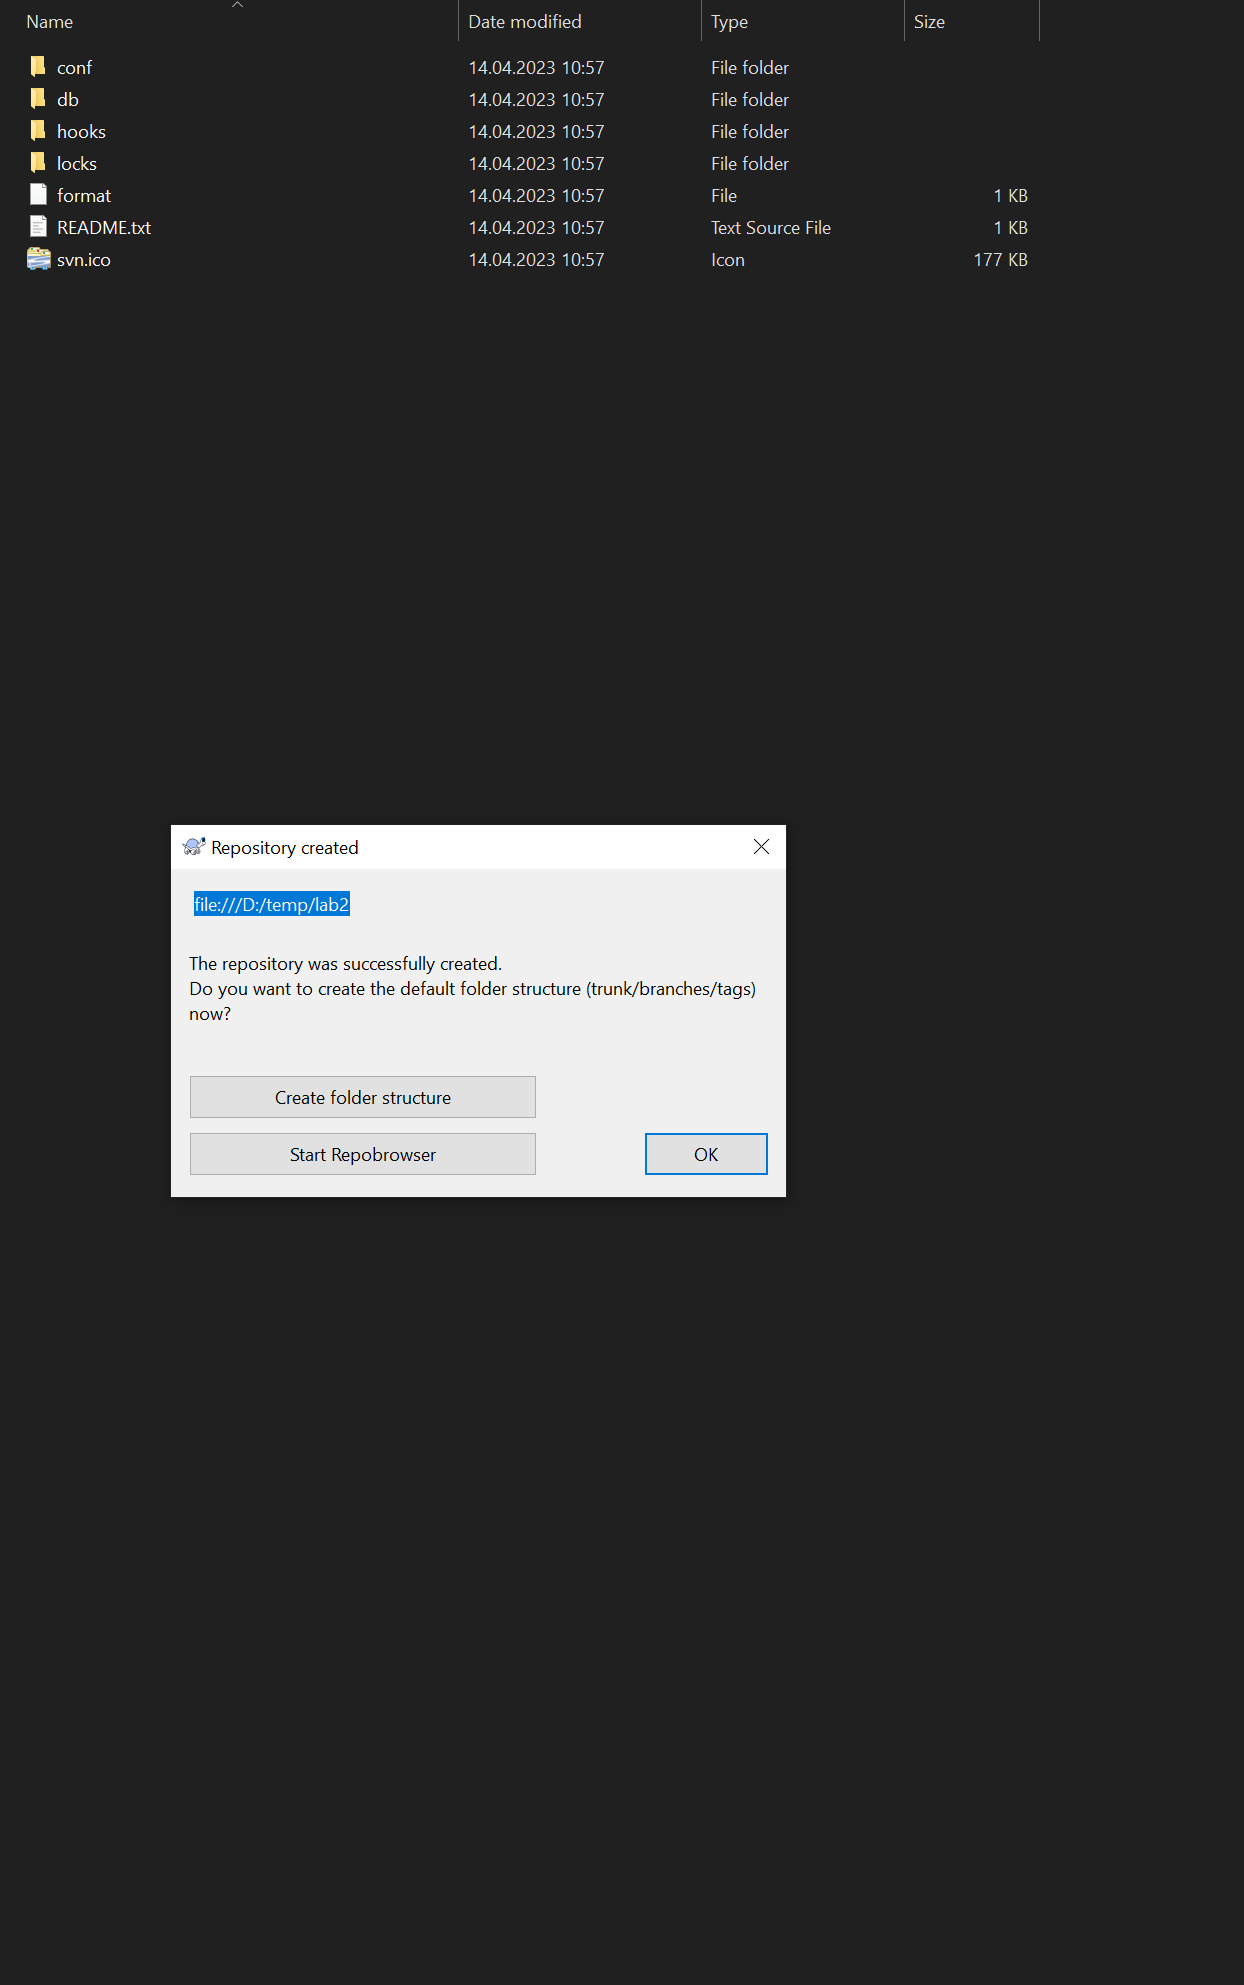 Name Date modified Type Size
conf 14.04.2023 10:57 File folder
db 14.04.2023 10:57 File folder
hooks 14.04.2023 10:57 File folder
locks 14.04.2023 10:57 File folder
format 14.04.2023 10:57 File 1 KB
README.txt 14.04.2023 10:57 Text Source File 1 KB
svn.ico 14.04.2023 10:57 Icon 177 KB
Repository created
file:///D:/temp/lab2
The repository was successfully created.
Do you want to create the default folder structure (trunk/branches/tags)
now?
Create folder structure
Start Repobrowser OK